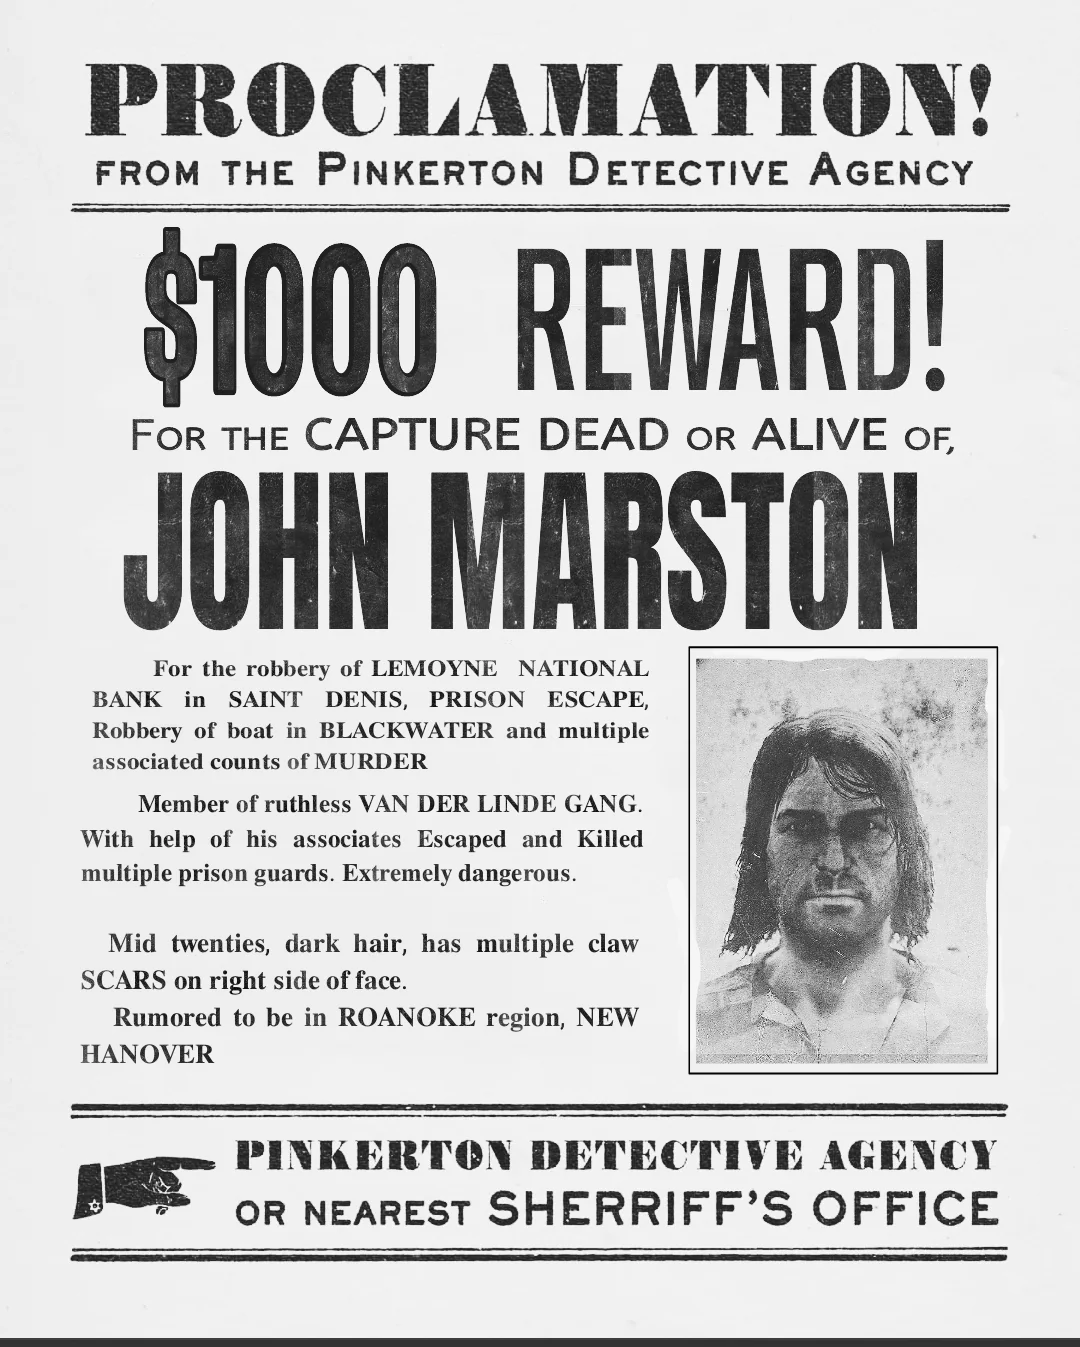 PROCLAMATION!
FROM THE PINKERTON DETECTIVE AGENCY
$1000 REWARD!
FOR THE CAPTURE DEAD OR ALIVE OF,
JOHN MARSTON
For the robbery of LEMOYNE NATIONAL
BANK in SAINT DENIS, PRISON ESCAPE,
Robbery of boat in BLACKWATER and multiple
associated counts of MURDER
Member of ruthless VAN DER LINDE GANG.
With help of his associates Escaped and Killed
multiple prison guards. Extremely dangerous.
Mid twenties, dark hair, has multiple claw
SCARS on right side of face.
Rumored to be in ROANOKE region, NEW
HANOVER
PINKERTON DETECTIVE AGENCY
OR NEAREST SHERRIFF'S OFFICE